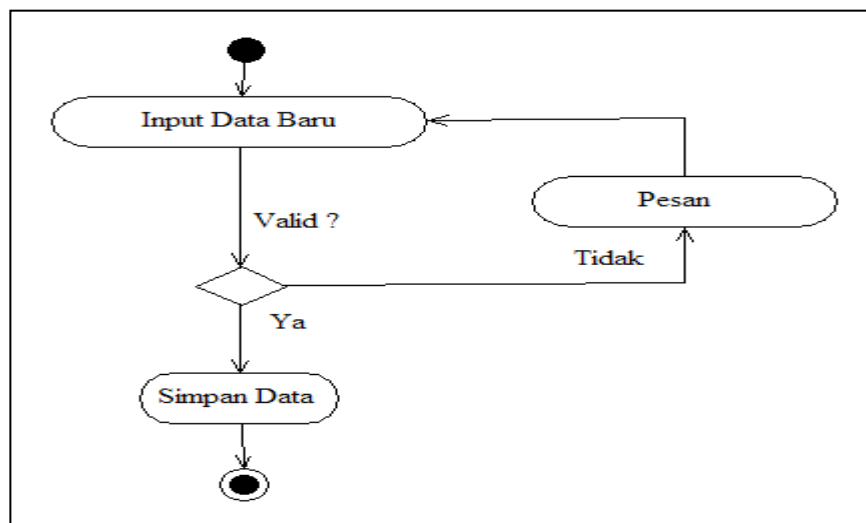 Input Data Baru
Pesan
Valid ?
Tidak
Ya
Simpan Data